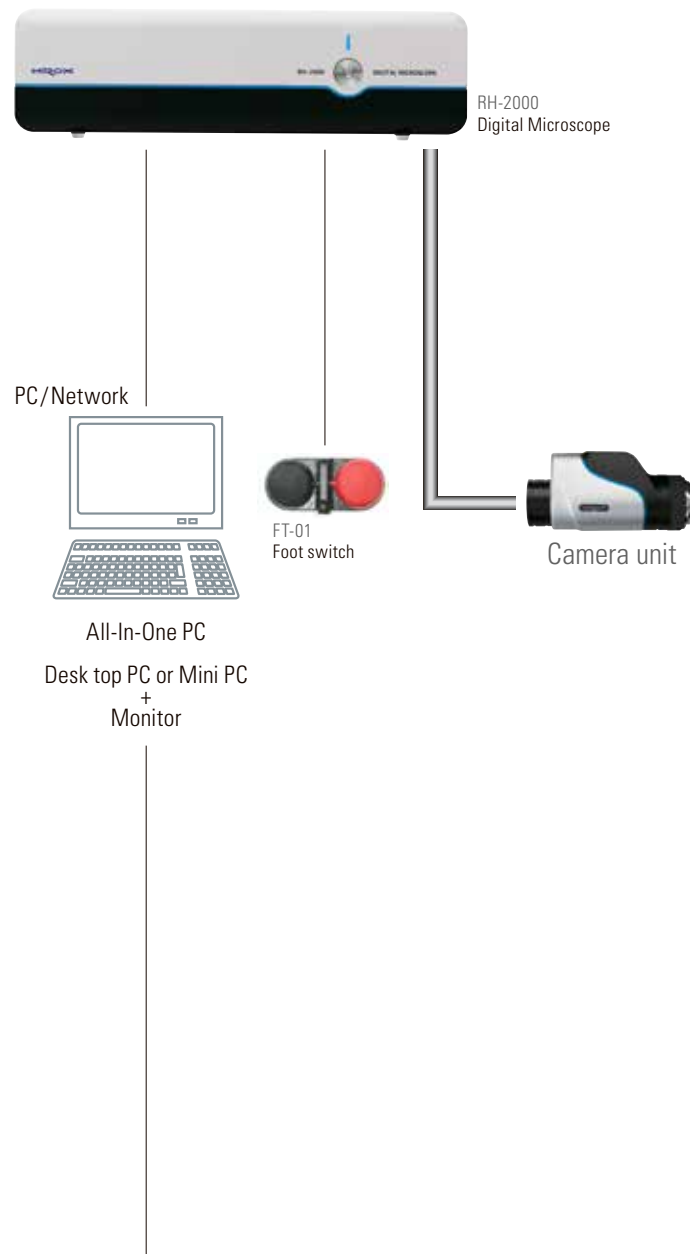 HIROX
RH-2000
DIGITAL MICROSCOPE
RH-2000
Digital Microscope
PC/Network
FT-01
Foot switch
Camera unit
All-In-One PC
Desk top PC or Mini PC
+
Monitor